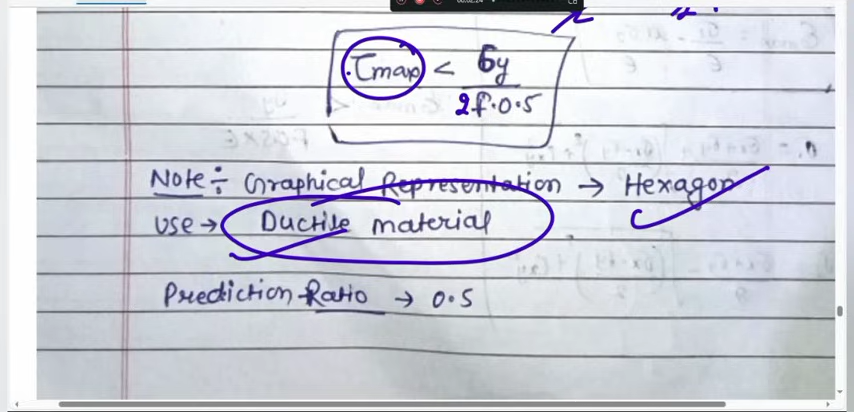 τmax < σy / 2F.O.S
Note:- Graphical Representation → Hexagon
Use → Ductile material
Prediction Ratio → 0.5